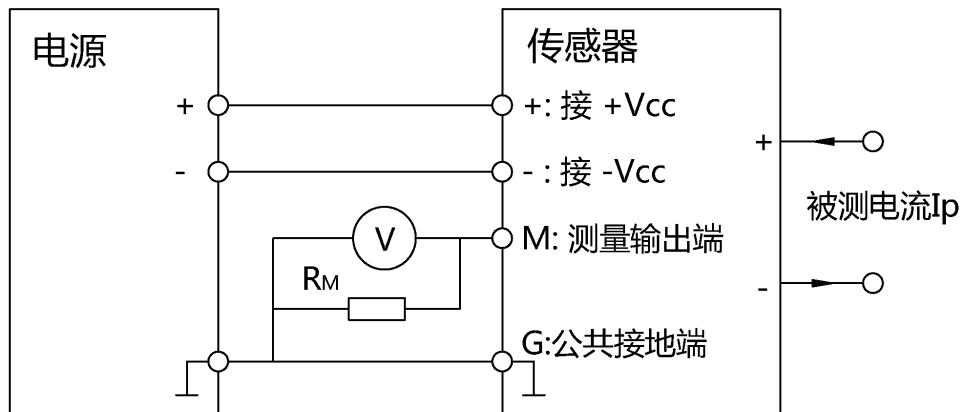 电源
传感器
+
+: 接 +Vcc
+
-
- : 接 -Vcc
被测电流Ip
V
M: 测量输出端
RM
-
G:公共接地端